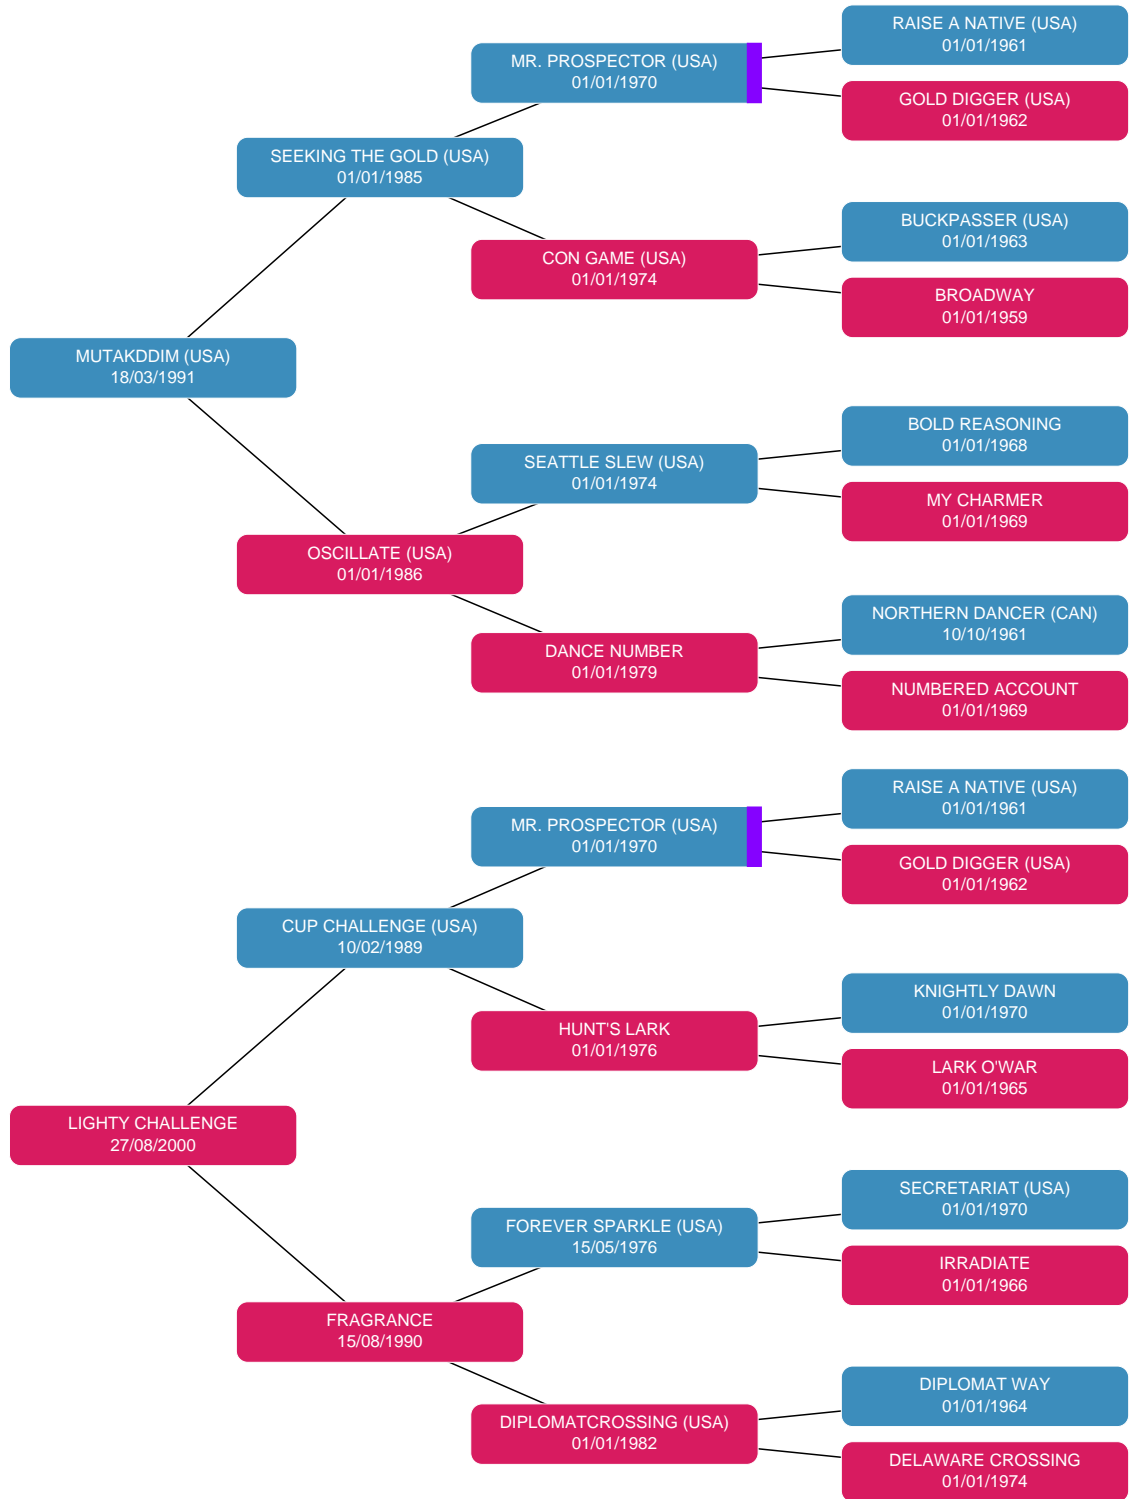 RAISE A NATIVE (USA)
01/01/1961
MR. PROSPECTOR (USA)
01/01/1970
GOLD DIGGER (USA)
01/01/1962
SEEKING THE GOLD (USA)
01/01/1985
BUCKPASSER (USA)
01/01/1963
CON GAME (USA)
01/01/1974
BROADWAY
01/01/1959
MUTAKDDIM (USA)
18/03/1991
BOLD REASONING
01/01/1968
SEATTLE SLEW (USA)
01/01/1974
MY CHARMER
01/01/1969
OSCILLATE (USA)
01/01/1986
NORTHERN DANCER (CAN)
10/10/1961
DANCE NUMBER
01/01/1979
NUMBERED ACCOUNT
01/01/1969
RAISE A NATIVE (USA)
01/01/1961
MR. PROSPECTOR (USA)
01/01/1970
GOLD DIGGER (USA)
01/01/1962
CUP CHALLENGE (USA)
10/02/1989
KNIGHTLY DAWN
01/01/1970
HUNT'S LARK
01/01/1976
LARK O'WAR
01/01/1965
LIGHTY CHALLENGE
27/08/2000
SECRETARIAT (USA)
01/01/1970
FOREVER SPARKLE (USA)
15/05/1976
IRRADIATE
01/01/1966
FRAGRANCE
15/08/1990
DIPLOMAT WAY
01/01/1964
DIPLOMATCROSSING (USA)
01/01/1982
DELAWARE CROSSING
01/01/1974